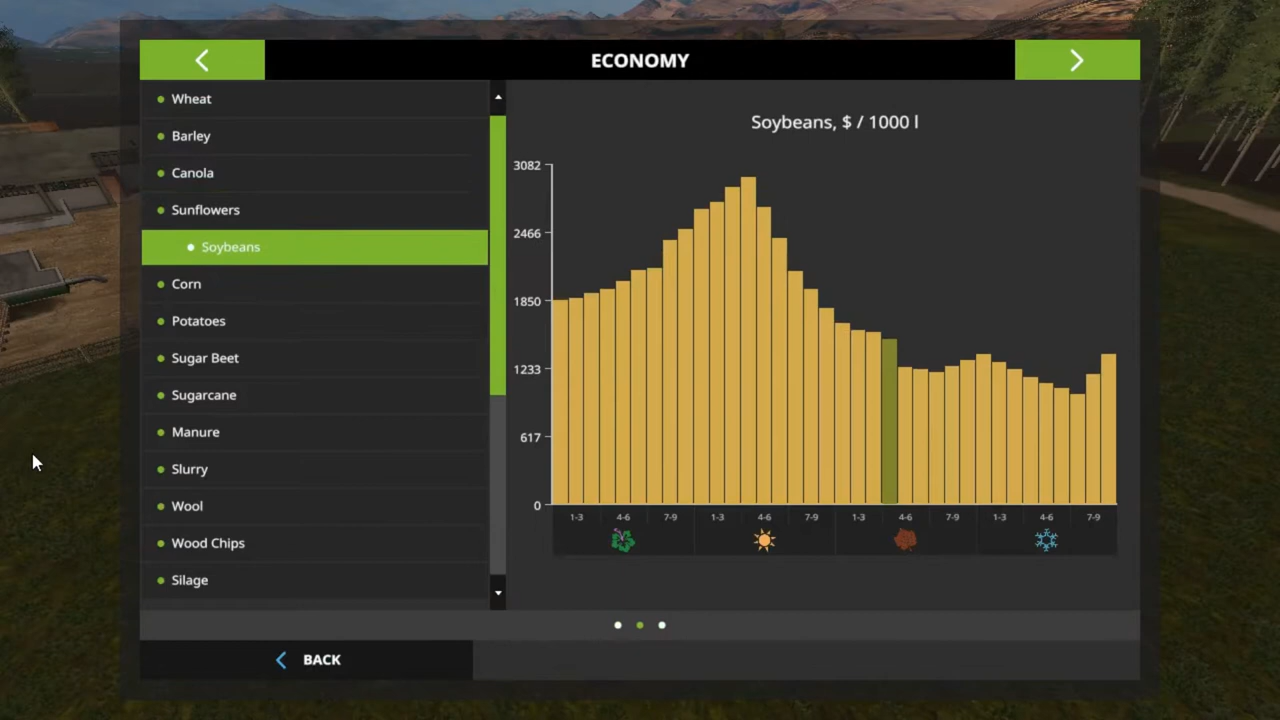 ECONOMY
Wheat
Barley
Canola
Sunflowers
Soybeans
Corn
Potatoes
Sugar Beet
Sugarcane
Manure
Slurry
Wool
Wood Chips
Silage
Soybeans, $ / 1000 l
3082
2466
1850
1233
617
0
1-3 4-6 7-9 1-3 4-6 7-9 1-3 4-6 7-9 1-3 4-6 7-9
BACK